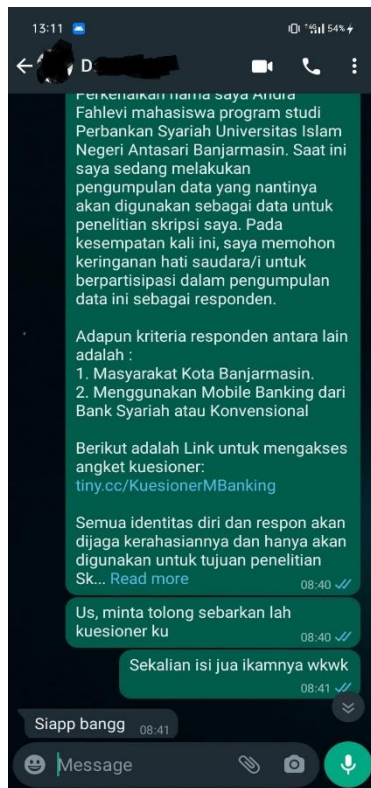 13:11
54%
D
Perkenalkan nama saya Andra
Fahlevi mahasiswa program studi
Perbankan Syariah Universitas Islam
Negeri Antasari Banjarmasin. Saat ini
saya sedang melakukan
pengumpulan data yang nantinya
akan digunakan sebagai data untuk
penelitian skripsi saya. Pada
kesempatan kali ini, saya memohon
keringanan hati saudara/i untuk
berpartisipasi dalam pengumpulan
data ini sebagai responden.
Adapun kriteria responden antara lain
adalah :
1. Masyarakat Kota Banjarmasin.
2. Menggunakan Mobile Banking dari
Bank Syariah atau Konvensional
Berikut adalah Link untuk mengakses
angket kuesioner:
tiny.cc/KuesionerMBanking
Semua identitas diri dan respon akan
dijaga kerahasiannya dan hanya akan
digunakan untuk tujuan penelitian
Sk... Read more
08:40
Us, minta tolong sebarkan lah
kuesioner ku
08:40
Sekalian isi jua ikamnya wkwk
08:41
Siapp bangg 08:41
Message